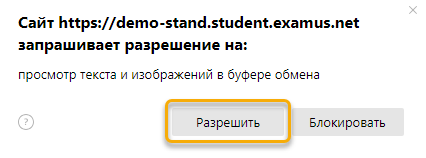 Сайт https://demo-stand.student.examus.net
запрашивает разрешение на:
просмотр текста и изображений в буфере обмена
?
Разрешить
Блокировать